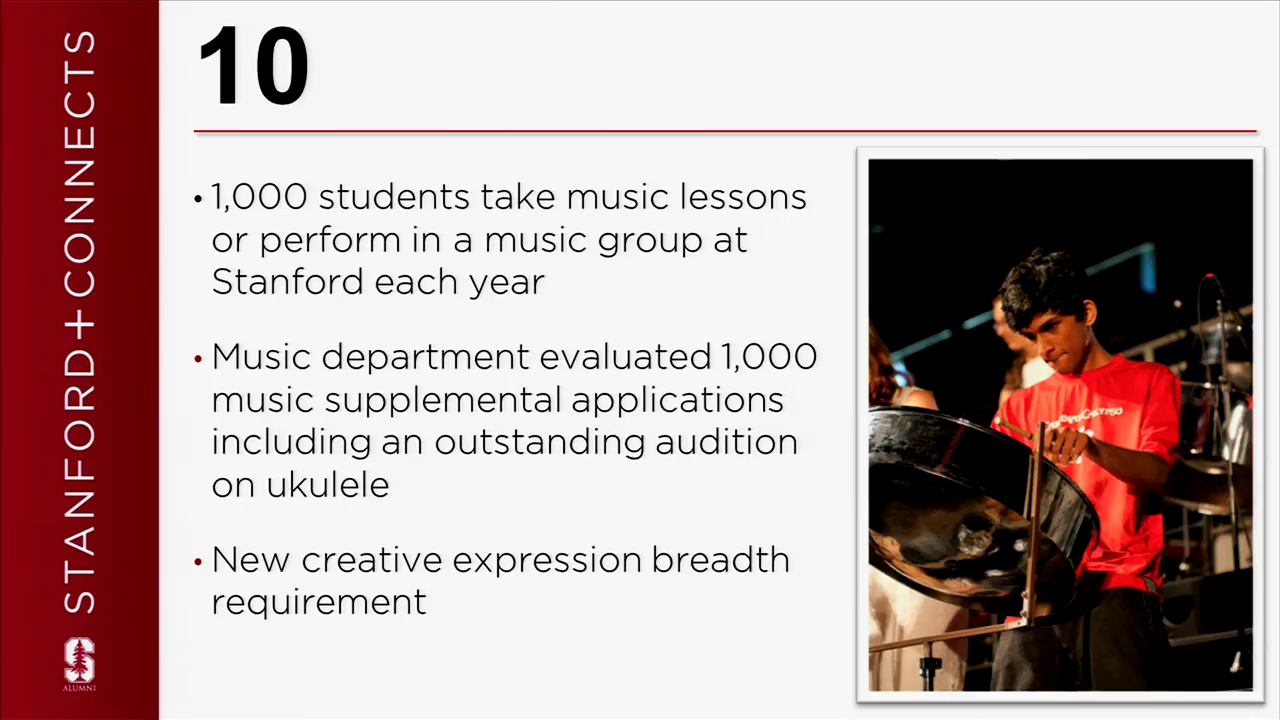 STANFORD+CONNECTS
ALUMNI
10
• 1,000 students take music lessons
or perform in a music group at
Stanford each year
• Music department evaluated 1,000
music supplemental applications
including an outstanding audition
on ukulele
• New creative expression breadth
requirement